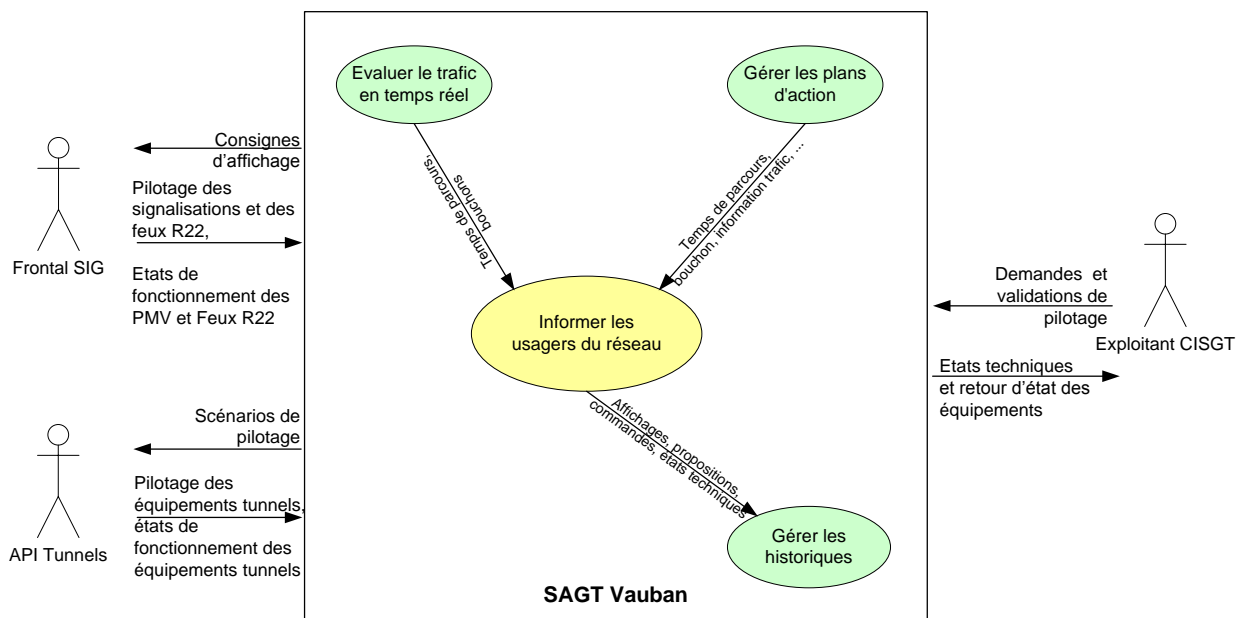 Evaluer le trafic
en temps réel
Gérer les plans
d'action
Consignes
d'affichage
Pilotage des
signalisations et des
feux R22,
Etats de
fonctionnement des
PMV et Feux R22
Frontal SIG
Temps de parcours,
bouchons
Temps de parcours,
bouchon, information trafic, ...
Informer les
usagers du réseau
Demandes et
validations de
pilotage
Exploitant CISGT
Etats techniques
et retour d'état des
équipements
Scénarios de
pilotage
Pilotage des
équipements tunnels,
états de
fonctionnement des
équipements tunnels
API Tunnels
Affichages, propositions,
commandes, états techniques
Gérer les
historiques
SAGT Vauban